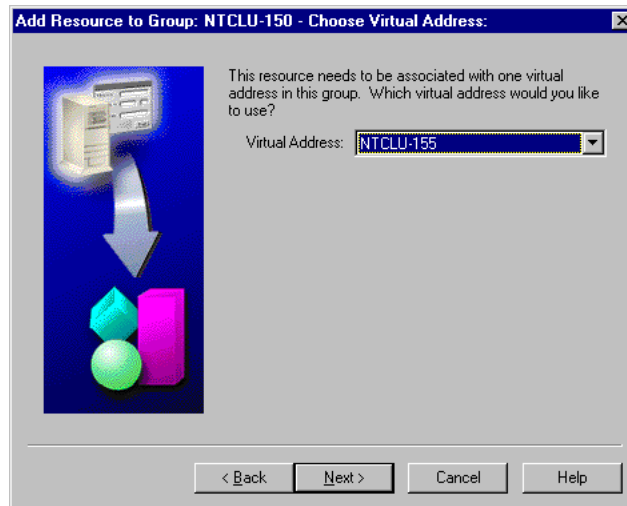 Add Resource to Group: NTCLU-150 - Choose Virtual Address:
This resource needs to be associated with one virtual
address in this group. Which virtual address would you like
to use?
Virtual Address: NTCLU-155
< Back Next > Cancel Help